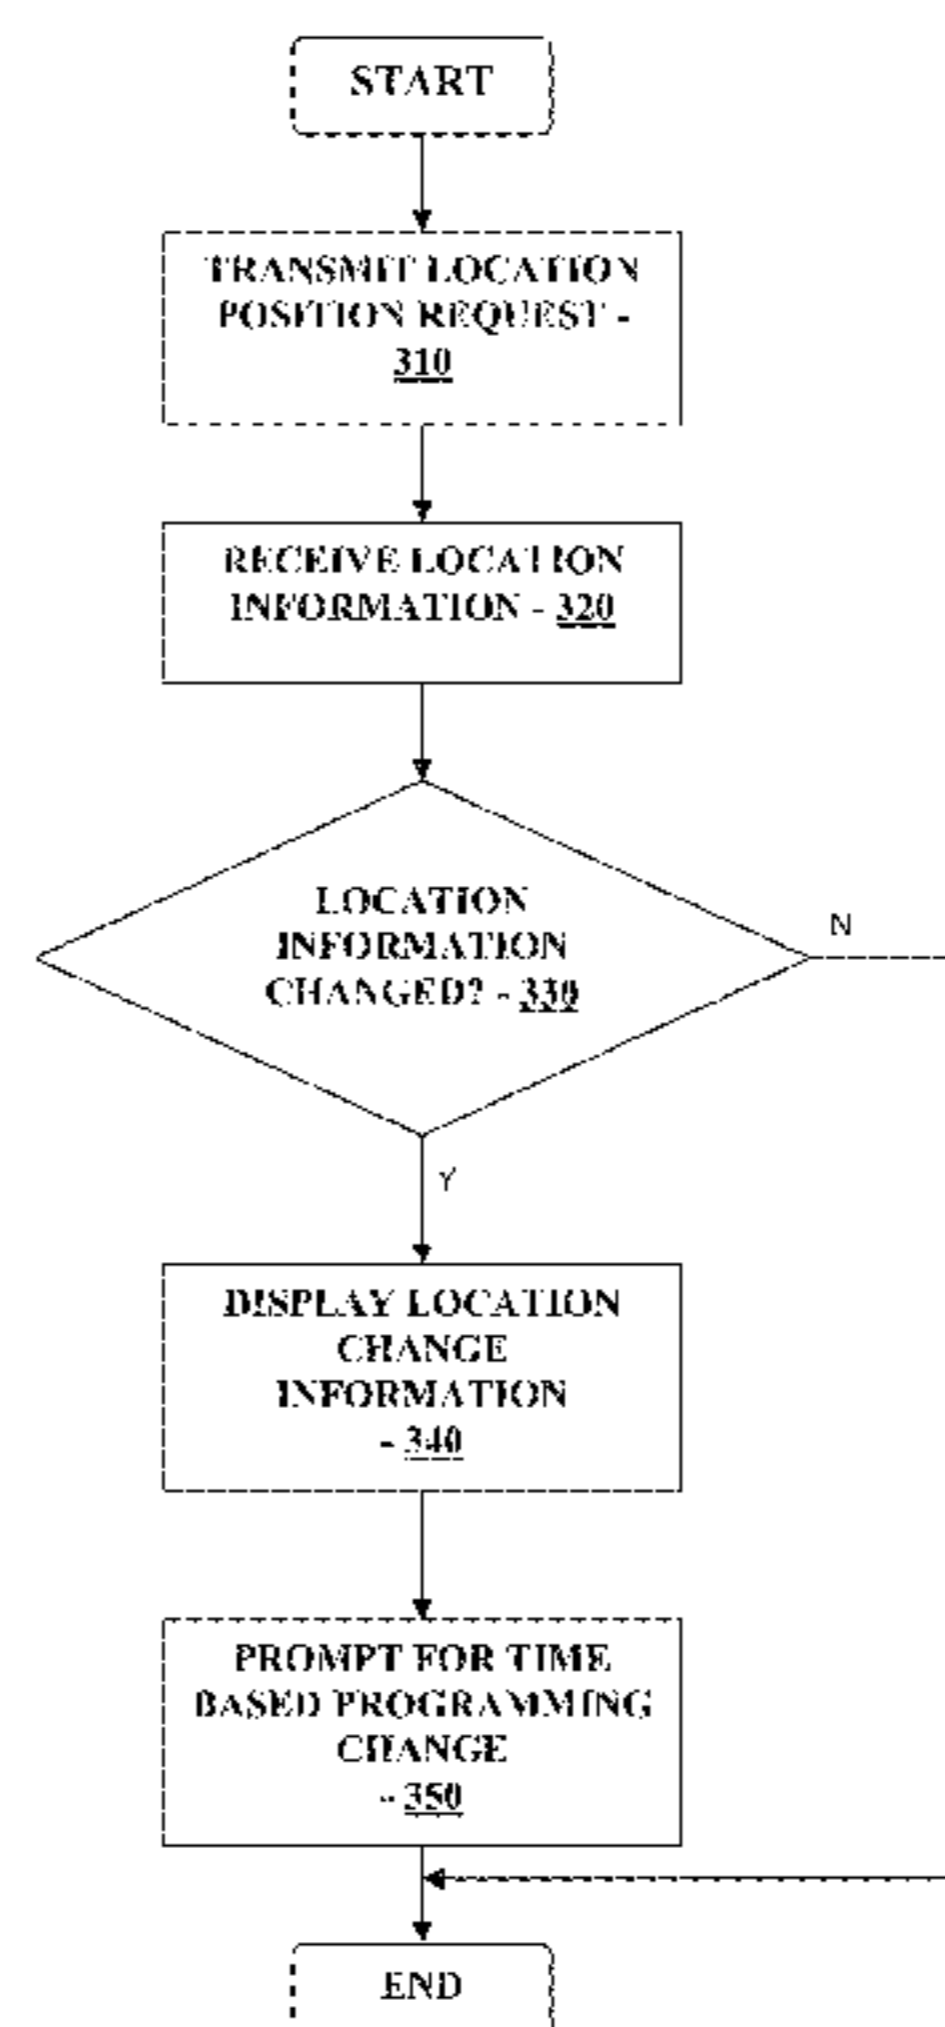 START
TRANSMIT LOCATION
POSITION REQUEST -
310
RECEIVE LOCATION
INFORMATION - 320
LOCATION
INFORMATION
CHANGED? - 330
N
Y
DISPLAY LOCATION
CHANGE
INFORMATION
- 340
PROMPT FOR TIME
BASED PROGRAMMING
CHANGE
- 350
END